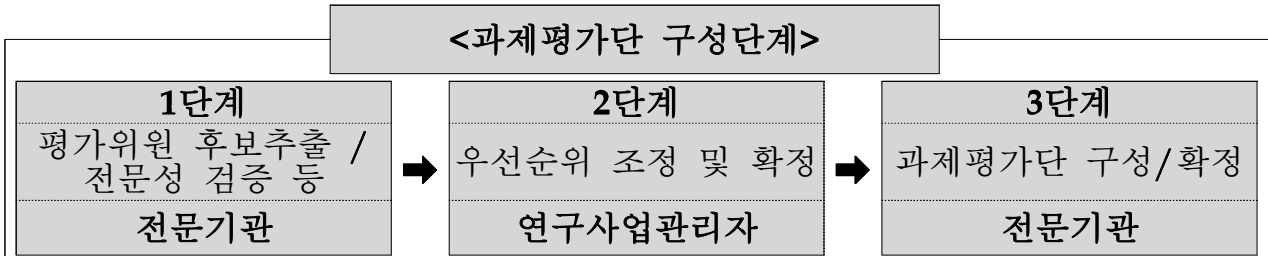 <과제평가단 구성단계>
1단계
평가위원 후보추출 /
전문성 검증 등
전문기관
2단계
우선순위 조정 및 확정
연구사업관리자
3단계
과제평가단 구성/확정
전문기관